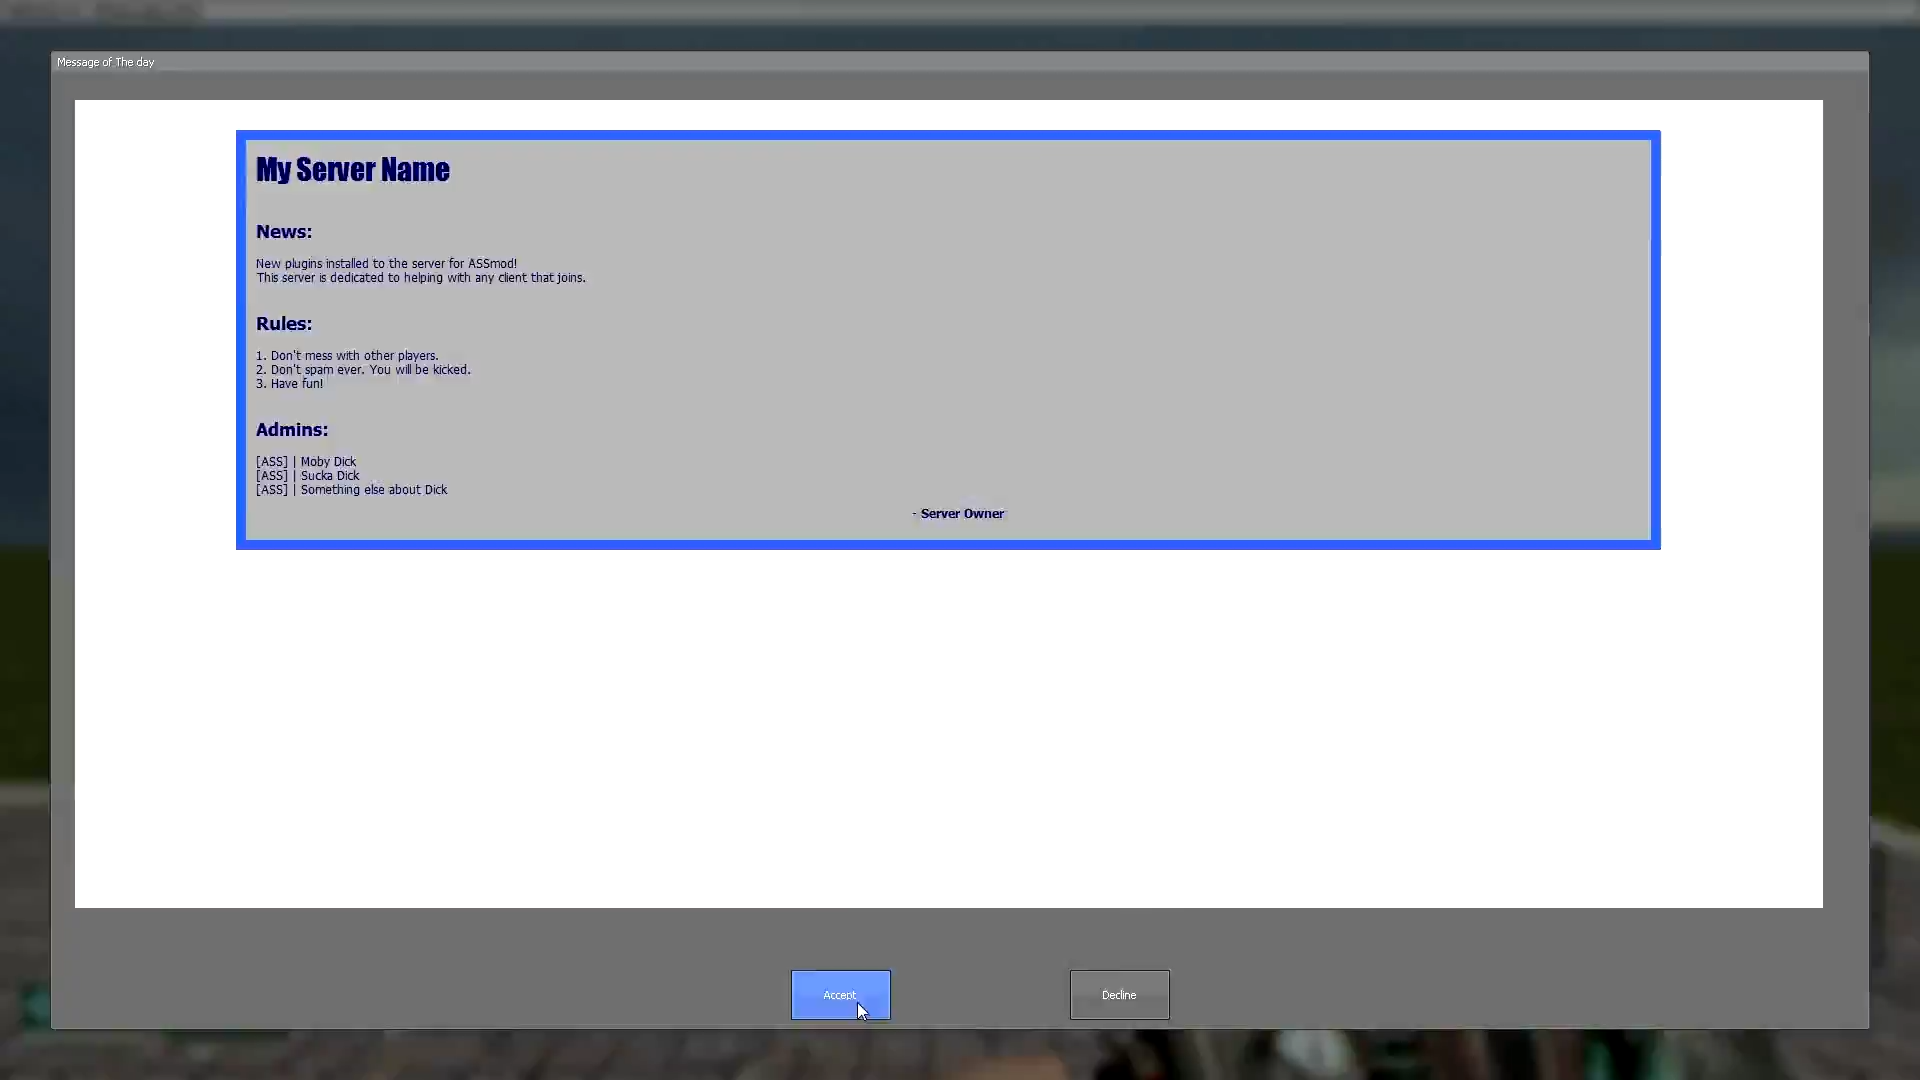 Message of The day
My Server Name
News:
New plugins installed to the server for ASSmod!
This server is dedicated to helping with any client that joins.
Rules:
1. Don't mess with other players.
2. Don't spam ever. You will be kicked.
3. Have fun!
Admins:
[ASS] | Moby Dick
[ASS] | Sucka Dick
[ASS] | Something else about Dick
- Server Owner
Accept
Decline